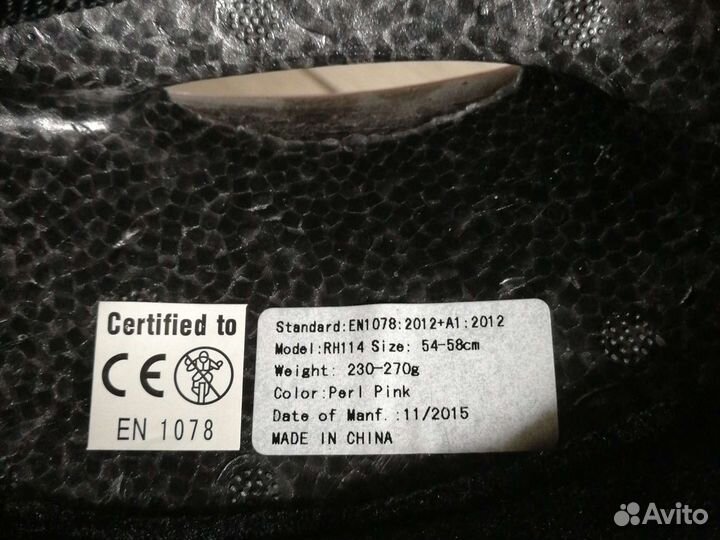 Certified to
CE
EN 1078
Standard:EN1078:2012+A1:2012
Model:RH114 Size: 54-58cm
Weight: 230-270g
Color:Perl Pink
Date of Manf.:11/2015
MADE IN CHINA
Avito